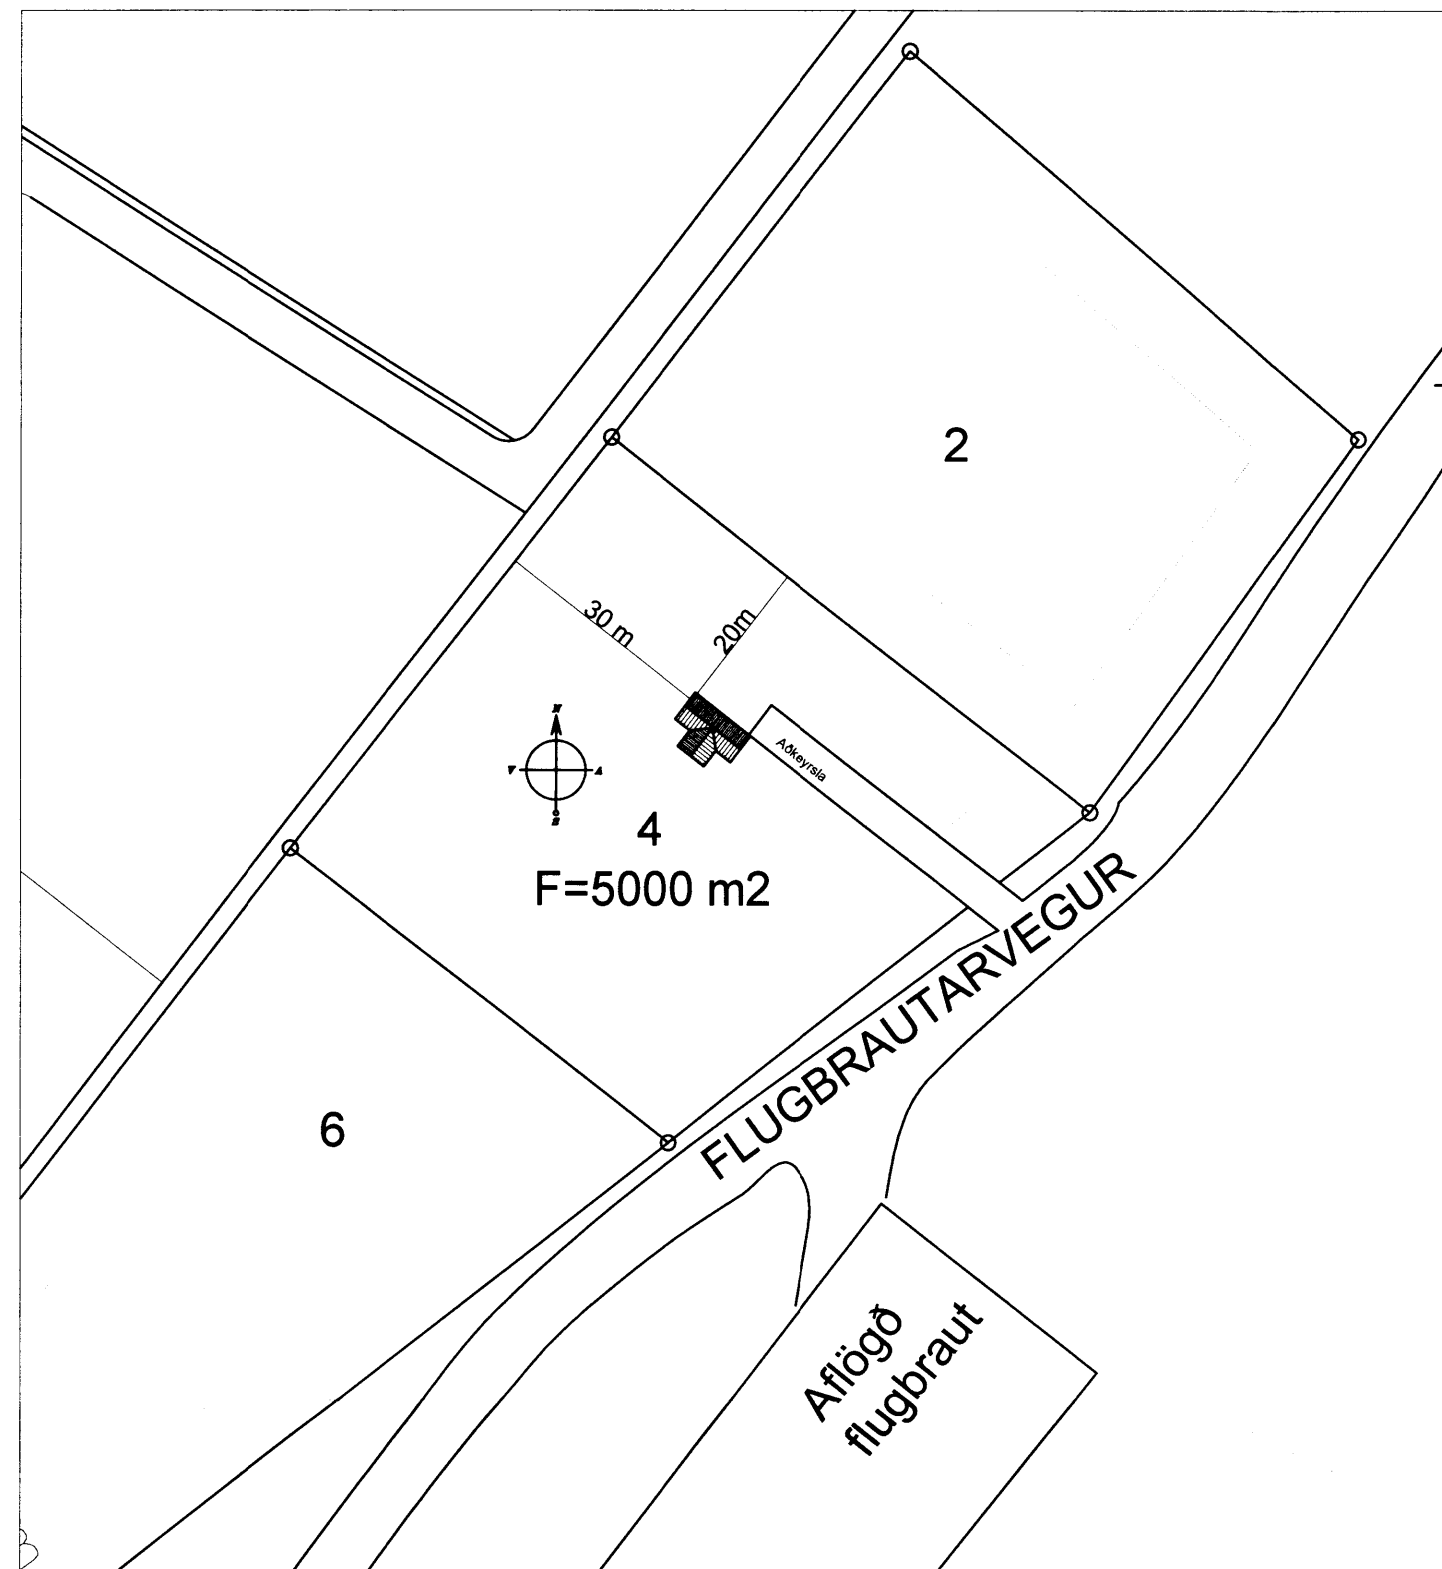 2
30 m
20m
N
V
A
S
Aðkeyrsla
4
F=5000 m2
FLUGBRAUTARVEGUR
6
Aflögð
flugbraut